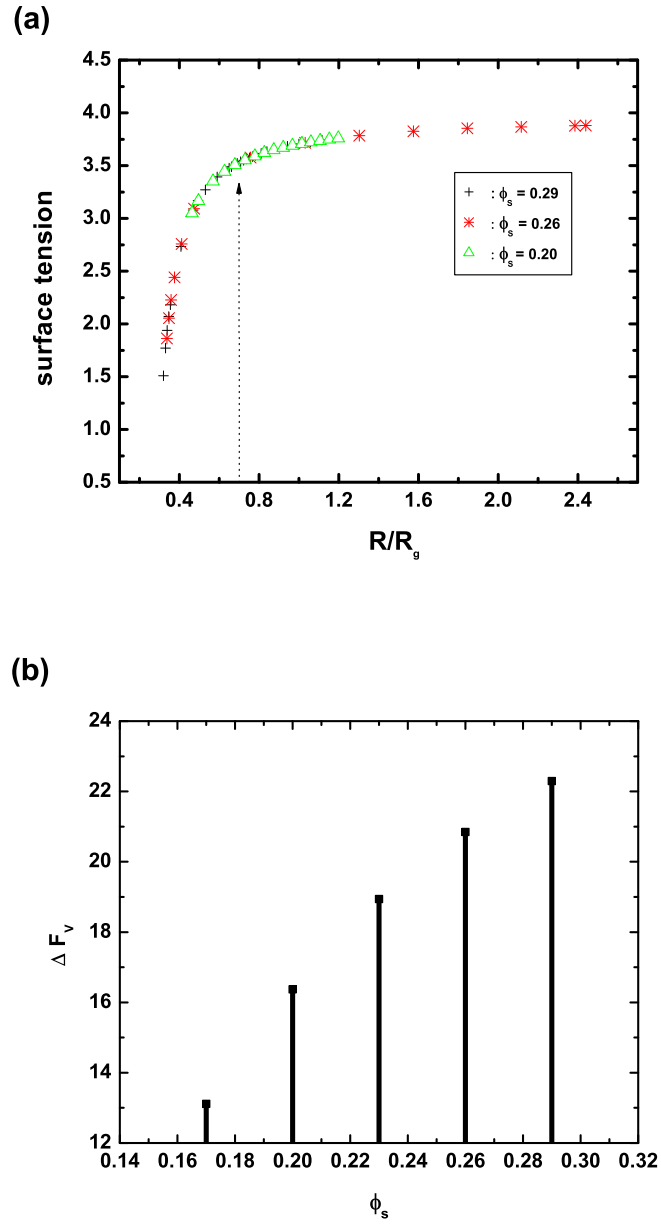 (a)
4.5
4.0
3.5
3.0
2.5
2.0
1.5
1.0
0.5
surface tension
0.4 0.8 1.2 1.6 2.0 2.4
R/Rg
+ : ϕs = 0.29
: ϕs = 0.26
: ϕs = 0.20
(b)
24
22
20
18
16
14
12
Δ Fv
0.14 0.16 0.18 0.20 0.22 0.24 0.26 0.28 0.30 0.32
ϕs